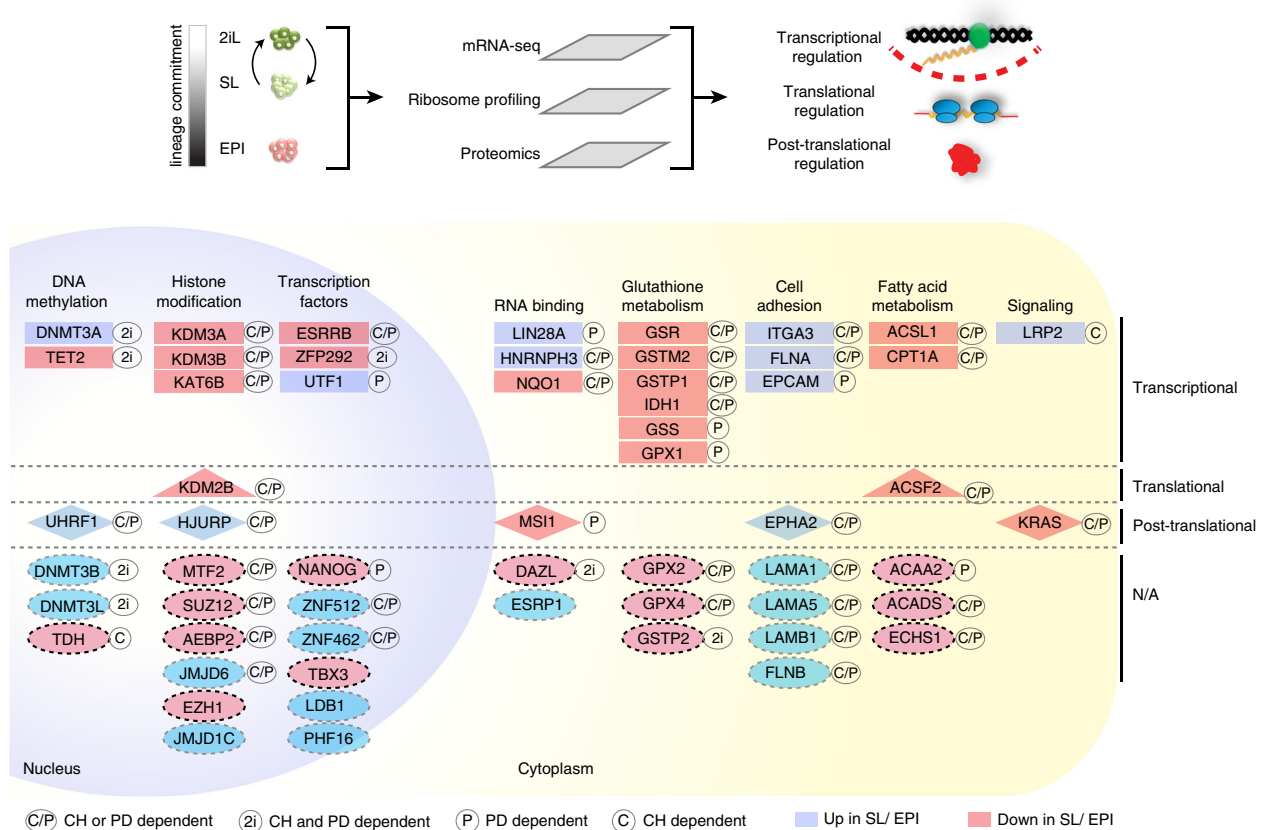 lineage commitment
2iL
SL
EPI
mRNA-seq
Ribosome profiling
Proteomics
Transcriptional
regulation
Translational
regulation
Post-translational
regulation
DNA
methylation
DNMT3A 2i
TET2 2i
Histone
modification
KDM3A C/P
KDM3B C/P
KAT6B C/P
Transcription
factors
ESRRB C/P
ZFP292 2i
UTF1 P
RNA binding
LIN28A P
HNRNPH3 C/P
NQO1 C/P
Glutathione
metabolism
GSR C/P
GSTM2 C/P
GSTP1 C/P
IDH1 C/P
GSS P
GPX1 P
Cell
adhesion
ITGA3 C/P
FLNA C/P
EPCAM P
Fatty acid
metabolism
ACSL1 C/P
CPT1A C/P
Signaling
LRP2 C
Transcriptional
KDM2B C/P
ACSF2 C/P
Translational
UHRF1 C/P
HJURP C/P
MSI1 P
EPHA2 C/P
KRAS C/P
Post-translational
DNMT3B 2i
DNMT3L 2i
TDH C
MTF2 C/P
SUZ12 C/P
AEBP2 C/P
JMJD6 C/P
EZH1
JMJD1C
NANOG P
ZNF512 C/P
ZNF462 C/P
TBX3
LDB1
PHF16
DAZL 2i
ESRP1
GPX2 C/P
GPX4 C/P
GSTP2 2i
LAMA1 C/P
LAMA5 C/P
LAMB1 C/P
FLNB C/P
ACAA2 P
ACADS C/P
ECHS1 C/P
N/A
Nucleus
Cytoplasm
C/P CH or PD dependent
2i CH and PD dependent
P PD dependent
C CH dependent
Up in SL/ EPI
Down in SL/ EPI